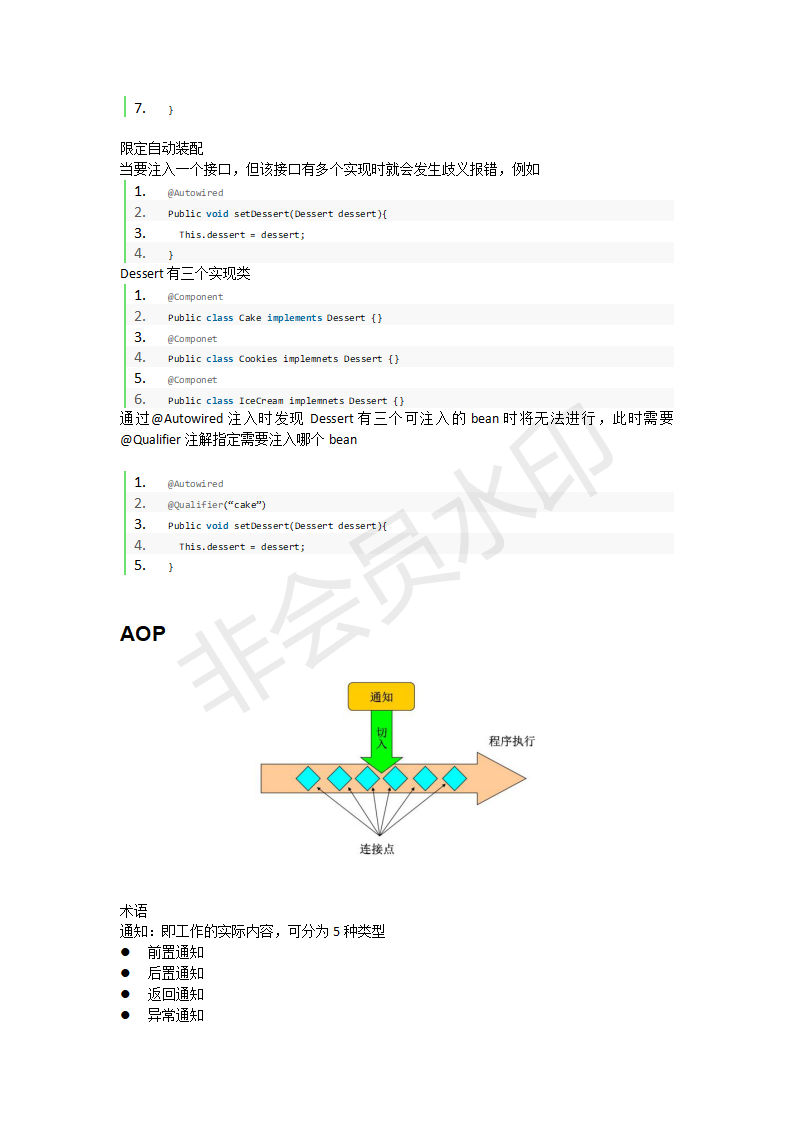 7. }
限定自动装配
当要注入一个接口，但该接口有多个实现时就会发生歧义报错，例如
1. @Autowired
2. Public void setDessert(Dessert dessert){
3. This.dessert = dessert;
4. }
Dessert 有三个实现类
1. @Component
2. Public class Cake implements Dessert {}
3. @Componet
4. Public class Cookies implemnets Dessert {}
5. @Componet
6. Public class IceCream implemnets Dessert {}
通过@Autowired 注入时发现 Dessert 有三个可注入的 bean 时将无法进行，此时需要
@Qualifier 注解指定需要注入哪个 bean
1. @Autowired
2. @Qualifier(“cake”)
3. Public void setDessert(Dessert dessert){
4. This.dessert = dessert;
5. }
非会员水印
AOP
通知
切入
程序执行
连接点
术语
通知：即工作的实际内容，可分为 5 种类型
● 前置通知
● 后置通知
● 返回通知
● 异常通知